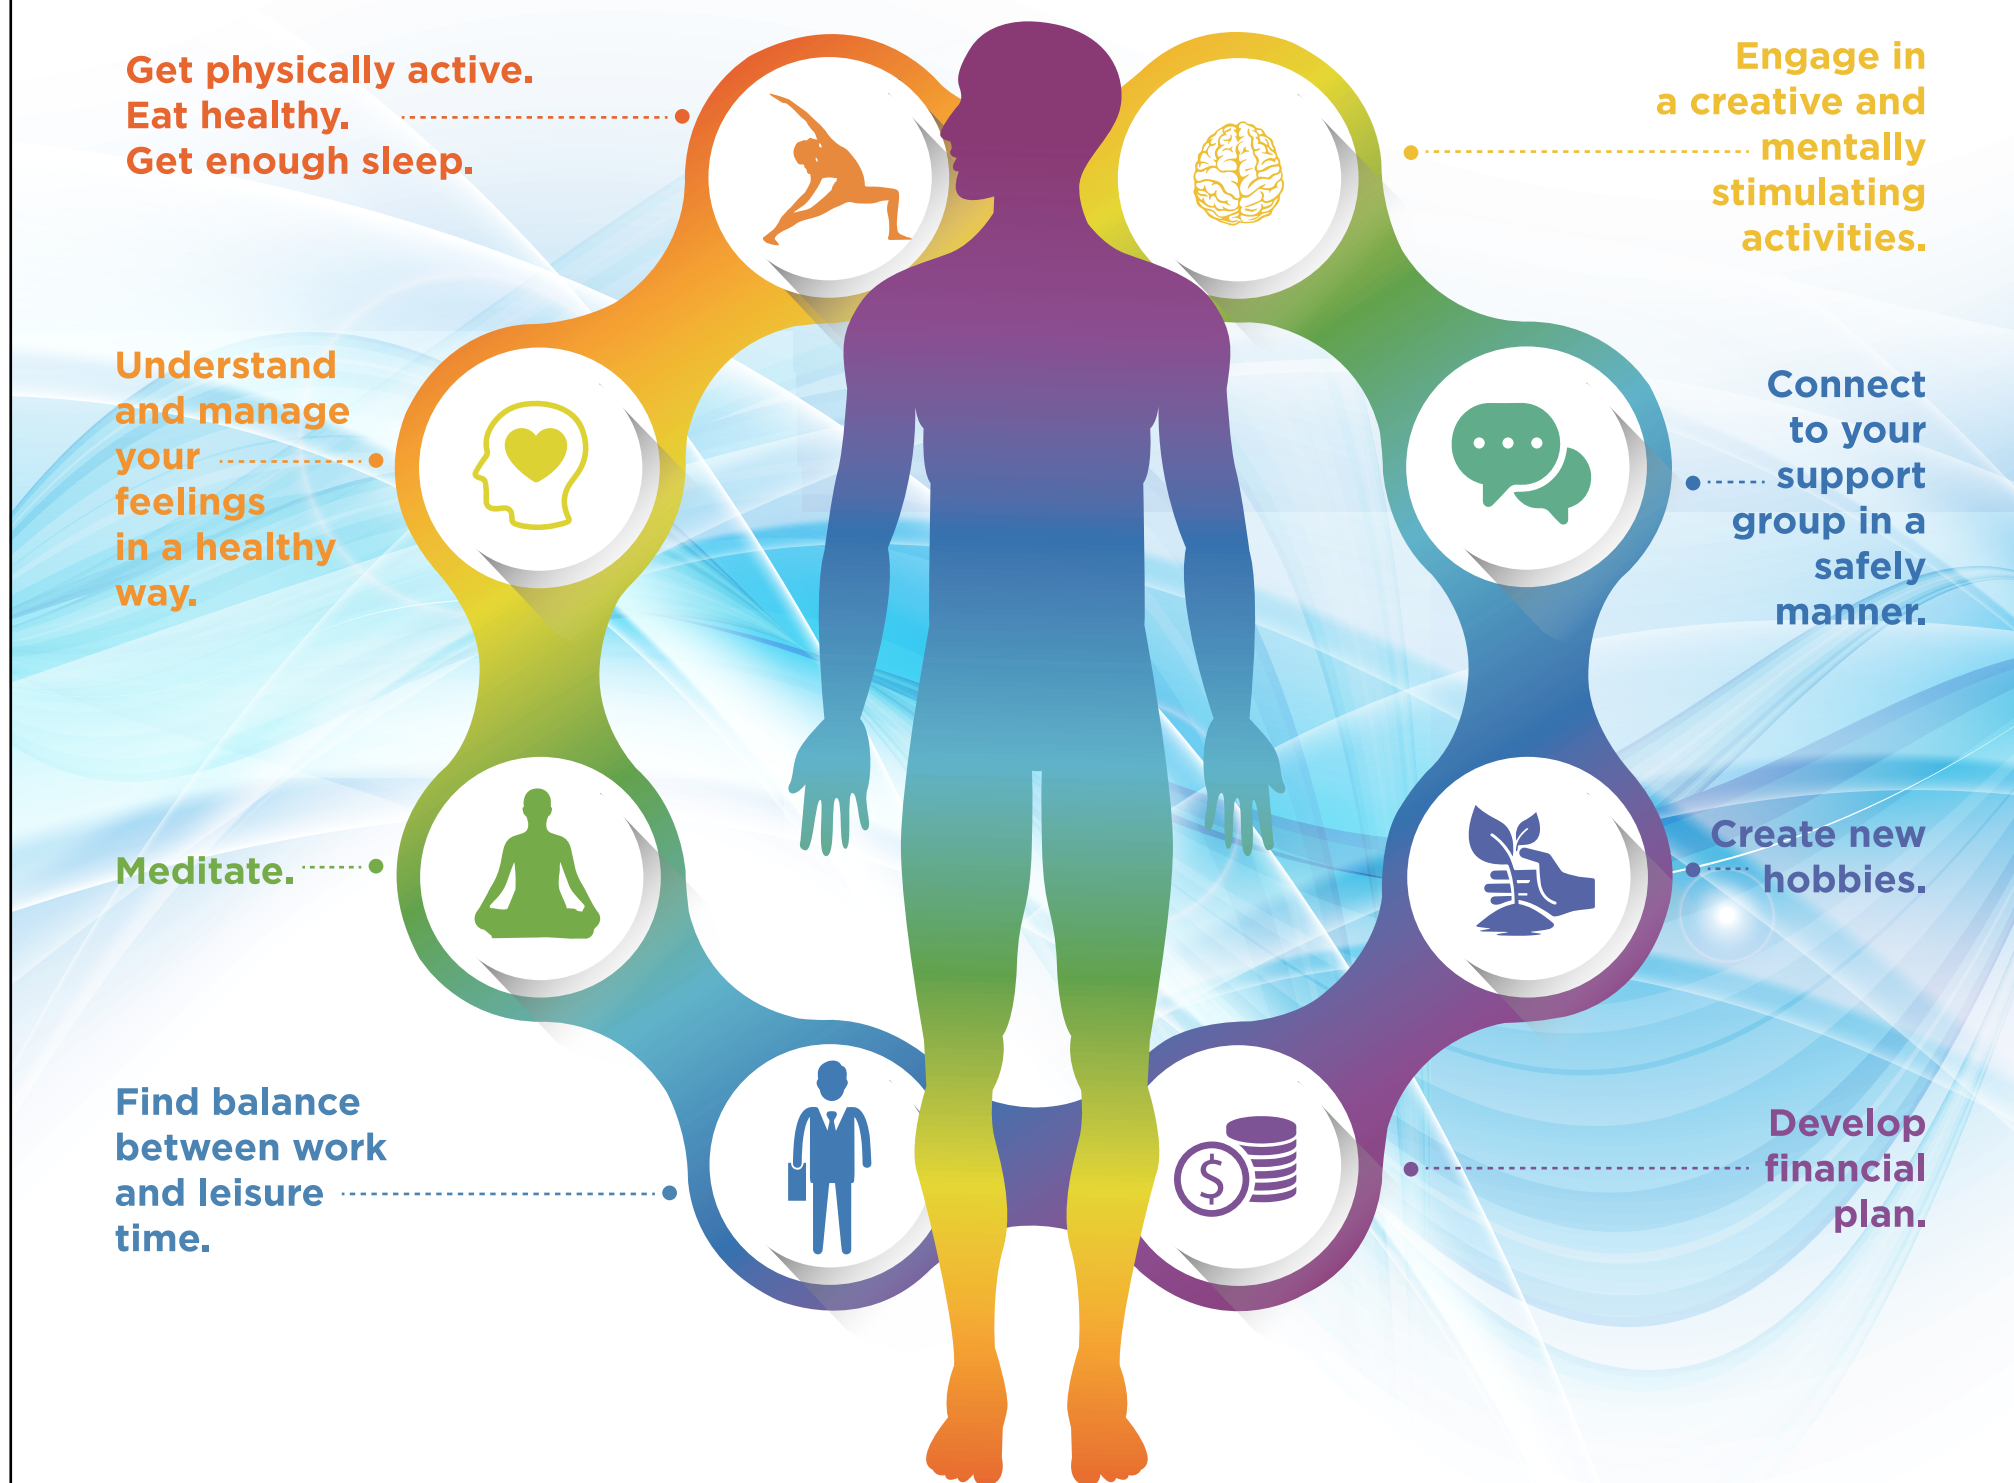 Get physically active.
Eat healthy.
Get enough sleep.
Understand
and manage
your
feelings
in a healthy
way.
Meditate.
Find balance
between work
and leisure
time.
Engage in
a creative and
mentally
stimulating
activities.
Connect
to your
support
group in a
safely
manner.
Create new
hobbies.
$
Develop
financial
plan.